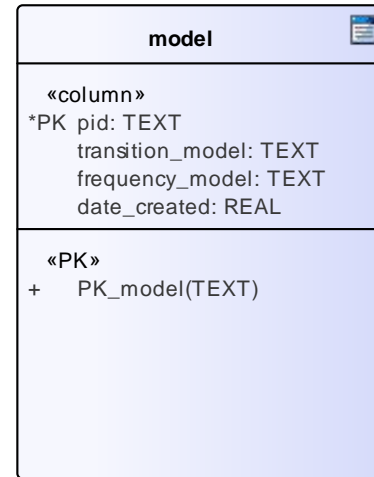 model
«column»
*PK pid: TEXT
transition_model: TEXT
frequency_model: TEXT
date_created: REAL
«PK»
+ PK_model(TEXT)